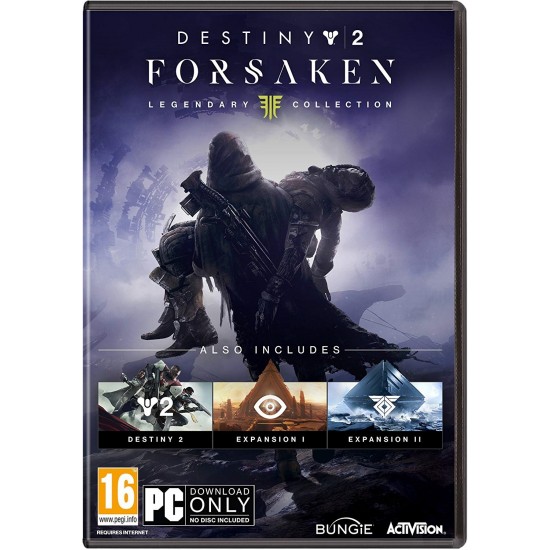 DESTINY 2
FORSAKEN
LEGENDARY COLLECTION
ALSO INCLUDES
2
DESTINY 2
EXPANSION I
EXPANSION II
16
www.pegi.info
REQUIRES INTERNET
PC
DOWNLOAD
ONLY
NO DISC INCLUDED
BUNGiE
ACTIVISION